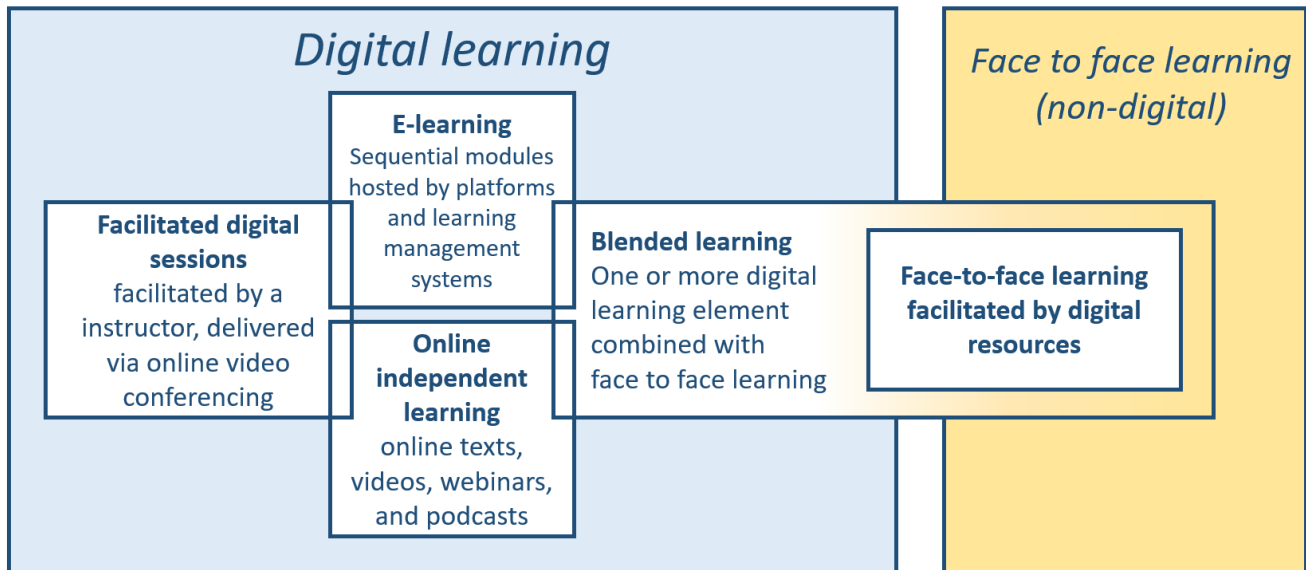 Digital learning
Face to face learning
(non-digital)
E-learning
Sequential modules
hosted by platforms
and learning
management
systems
Facilitated digital
sessions
facilitated by a
instructor, delivered
via online video
conferencing
Online
independent
learning
online texts,
videos, webinars,
and podcasts
Blended learning
One or more digital
learning element
combined with
face to face learning
Face-to-face learning
facilitated by digital
resources